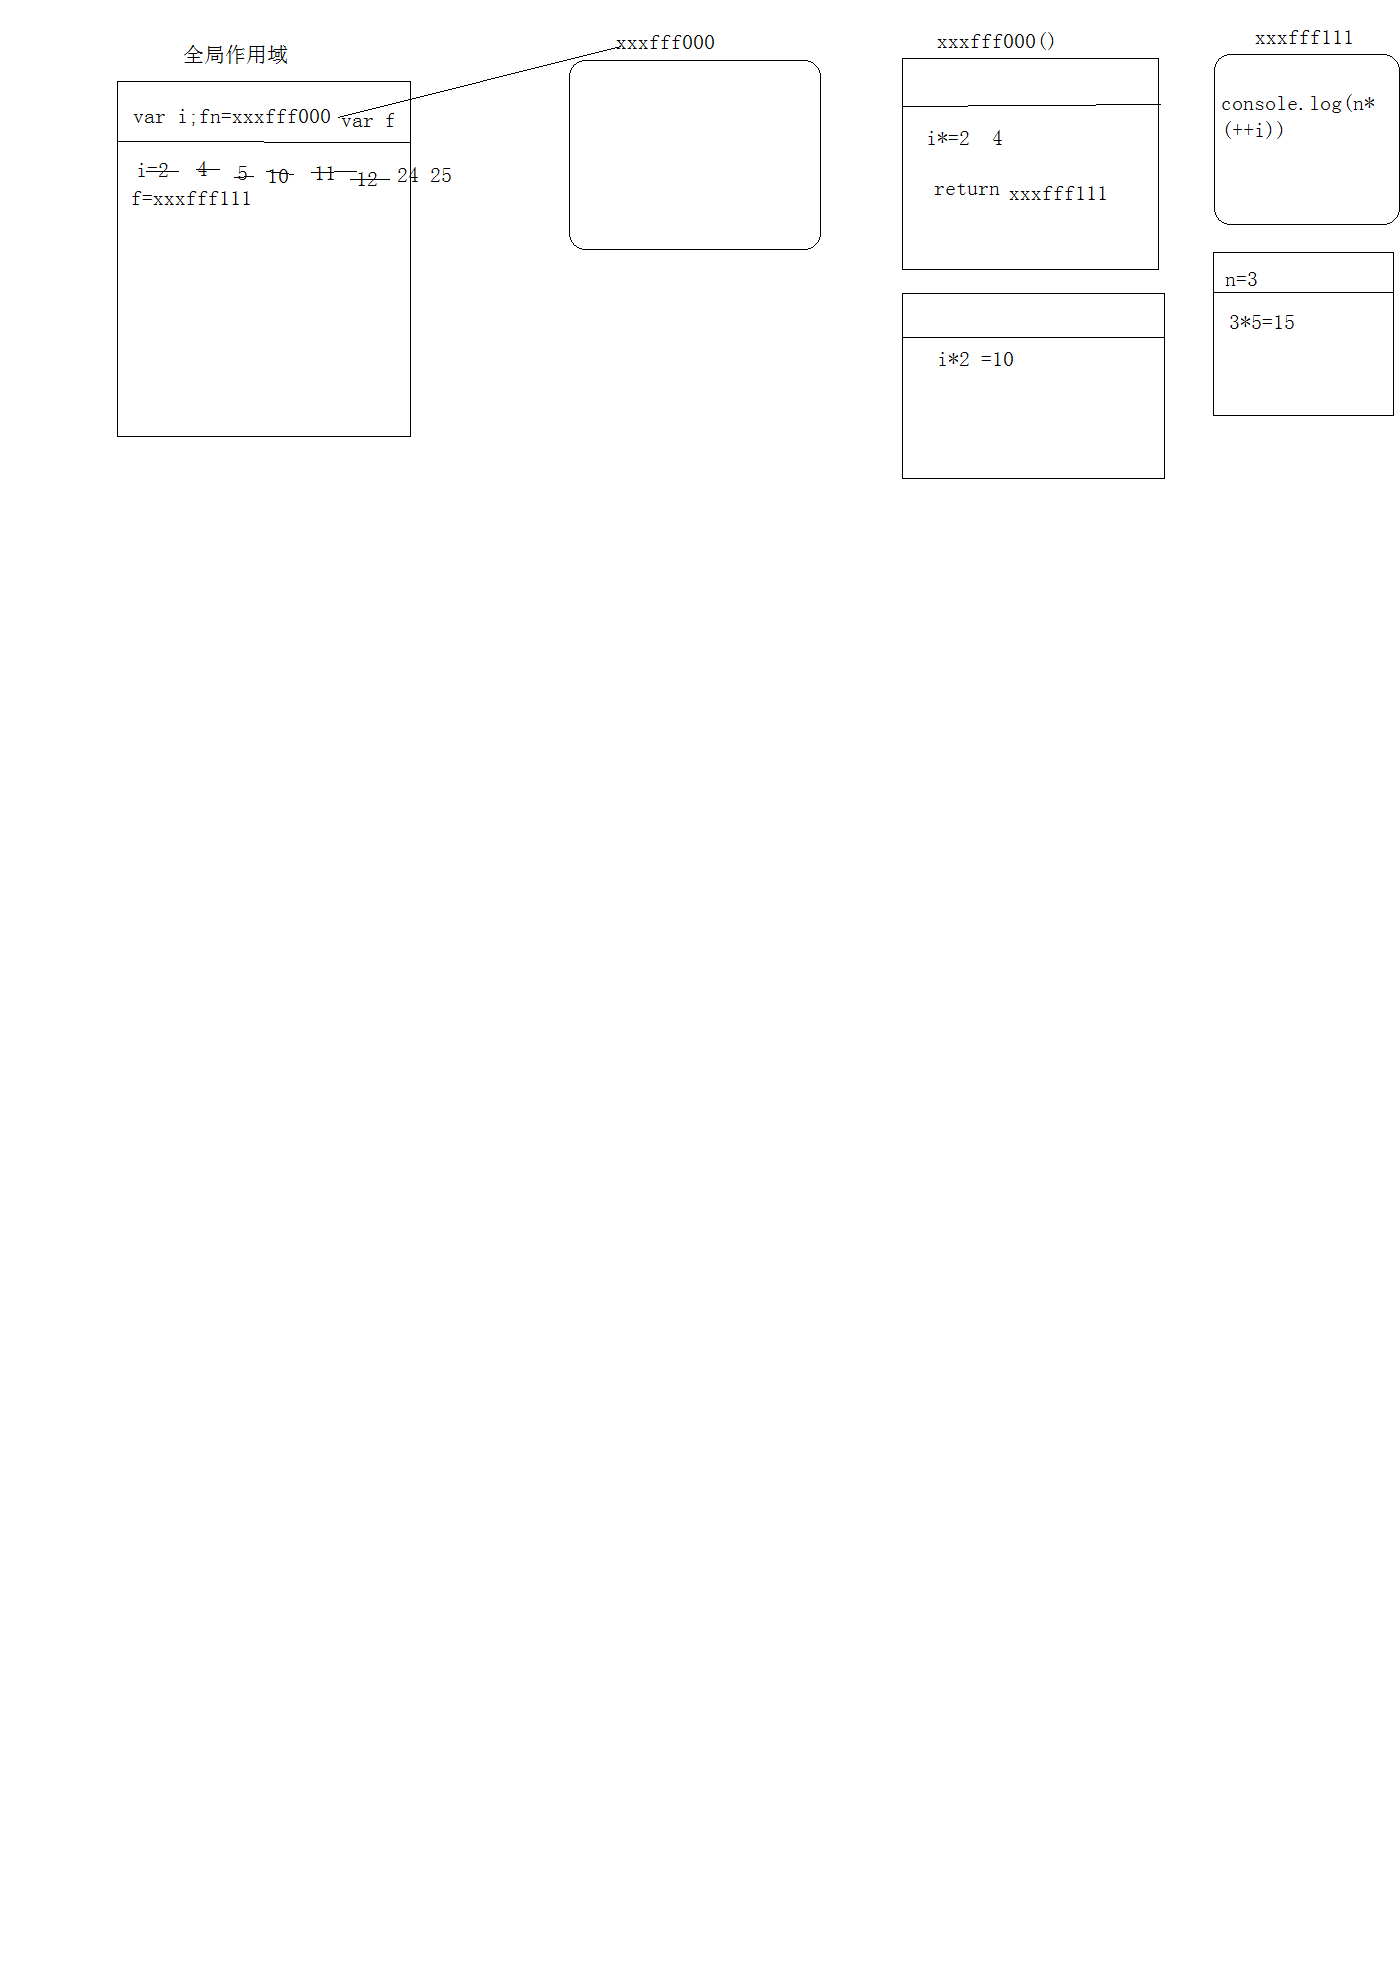 全局作用域
var i;fn=xxxfff000 var f
i=2 4 5 10 11 12 24 25
f=xxxfff111
xxxfff000
xxxfff000()
i*=2 4
return xxxfff111
i*2 =10
xxxfff111
console.log(n*
(++i))
n=3
3*5=15